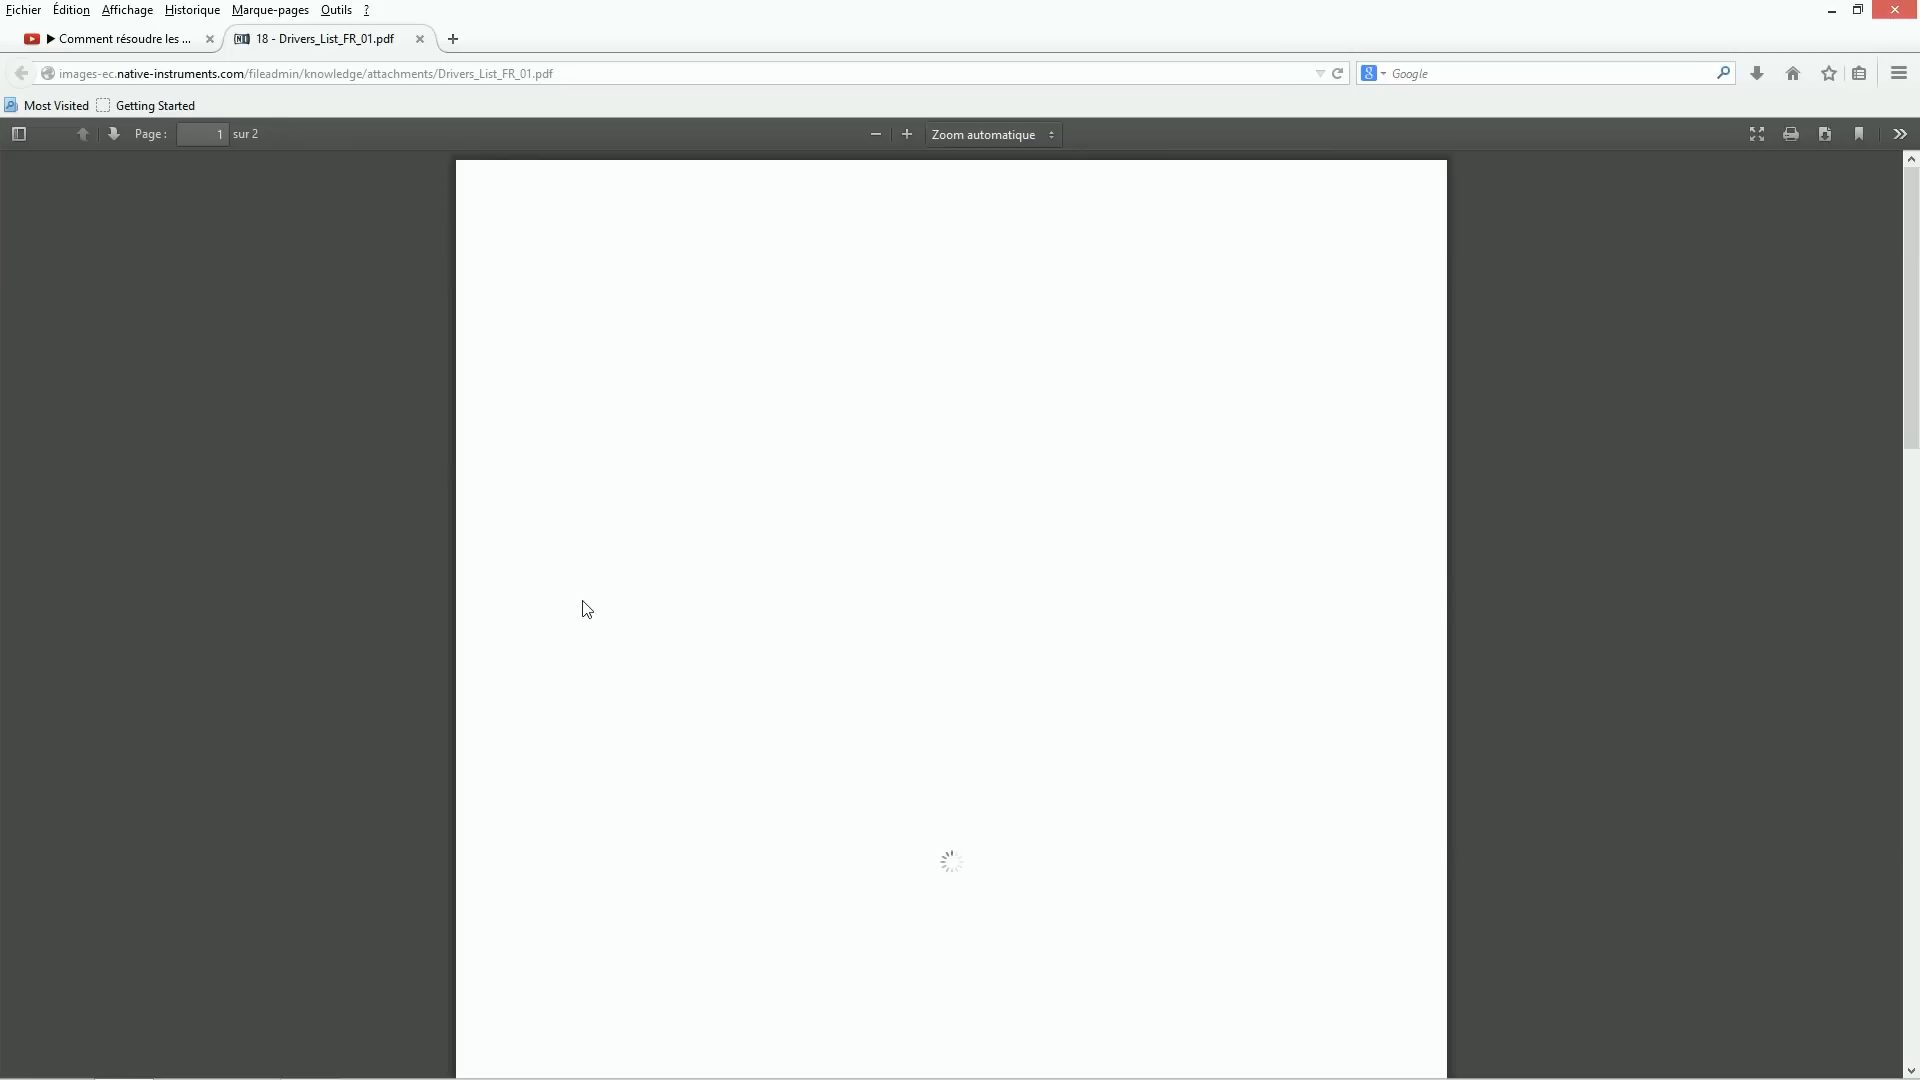 Fichier Édition Affichage Historique Marque-pages Outils ?
▶ Comment résoudre les ... 18 - Drivers_List_FR_01.pdf
images-ec.native-instruments.com/fileadmin/knowledge/attachments/Drivers_List_FR_01.pdf Google
Most Visited Getting Started
Page : 1 sur 2 Zoom automatique